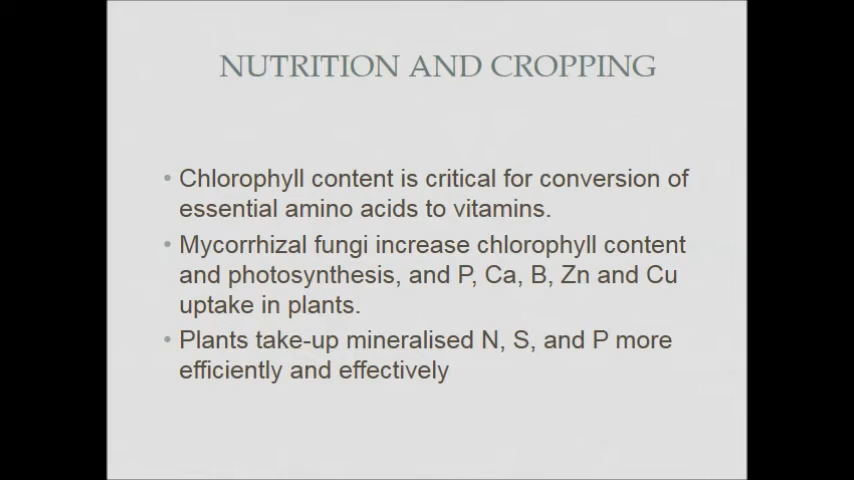 NUTRITION AND CROPPING
• Chlorophyll content is critical for conversion of
essential amino acids to vitamins.
• Mycorrhizal fungi increase chlorophyll content
and photosynthesis, and P, Ca, B, Zn and Cu
uptake in plants.
• Plants take-up mineralised N, S, and P more
efficiently and effectively